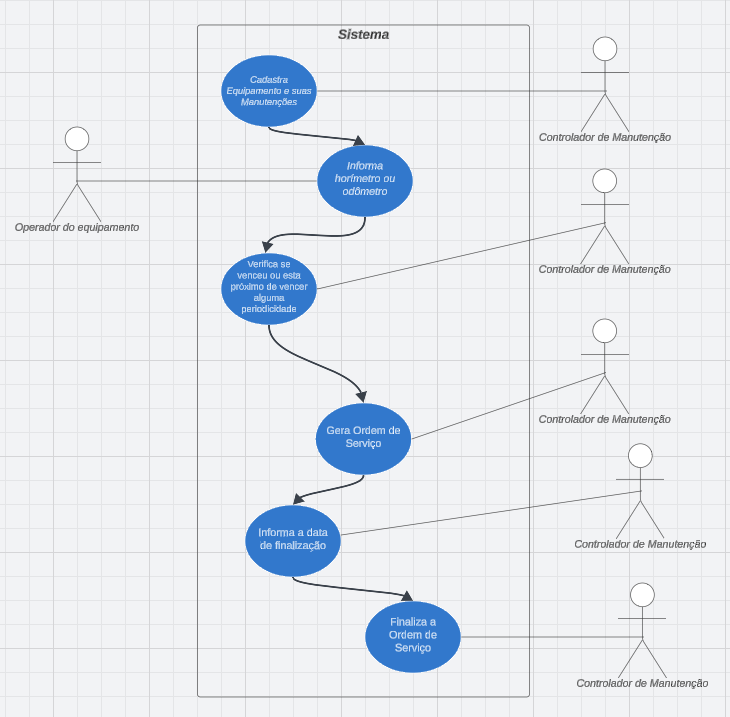 Sistema
Cadastra
Equipamento e suas
Manutenções
Controlador de Manutenção
Informa
horímetro ou
odômetro
Operador do equipamento
Controlador de Manutenção
Verifica se
venceu ou esta
próximo de vencer
alguma
periodicidade
Controlador de Manutenção
Gera Ordem de
Serviço
Controlador de Manutenção
Informa a data
de finalização
Finaliza a
Ordem de
Serviço
Controlador de Manutenção